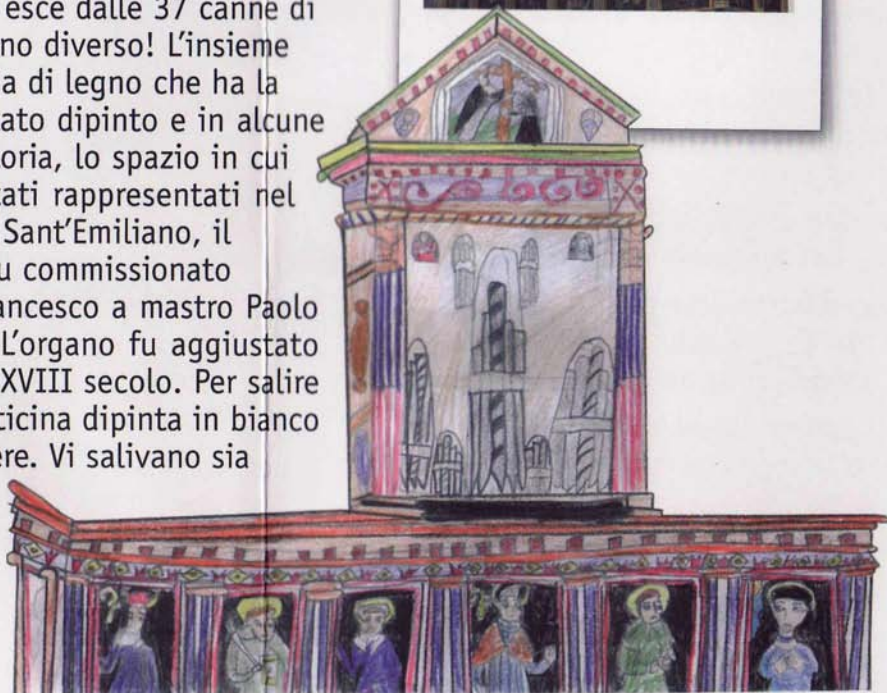 esce dalle 37 canne di
no diverso! L'insieme
a di legno che ha la
ato dipinto e in alcune
toria, lo spazio in cui
ati rappresentati nel
Sant'Emiliano, il
u commissionato
ancesco a mastro Paolo
L'organo fu aggiustato
XVIII secolo. Per salire
ticina dipinta in bianco
ere. Vi salivano sia